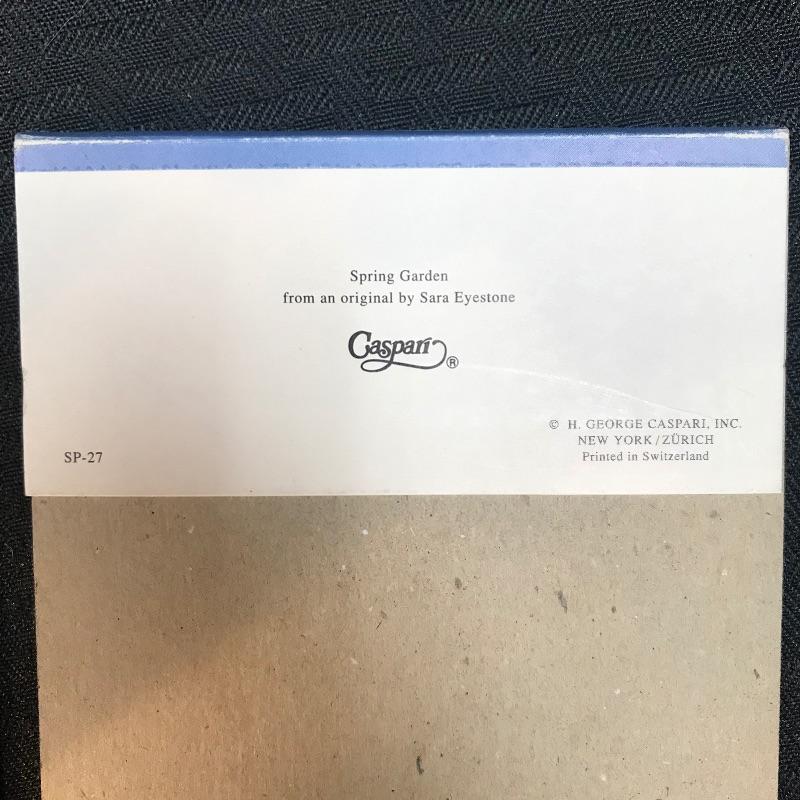 Spring Garden
from an original by Sara Eyestone
Caspari®
© H. GEORGE CASPARI, INC.
NEW YORK / ZÜRICH
Printed in Switzerland
SP-27